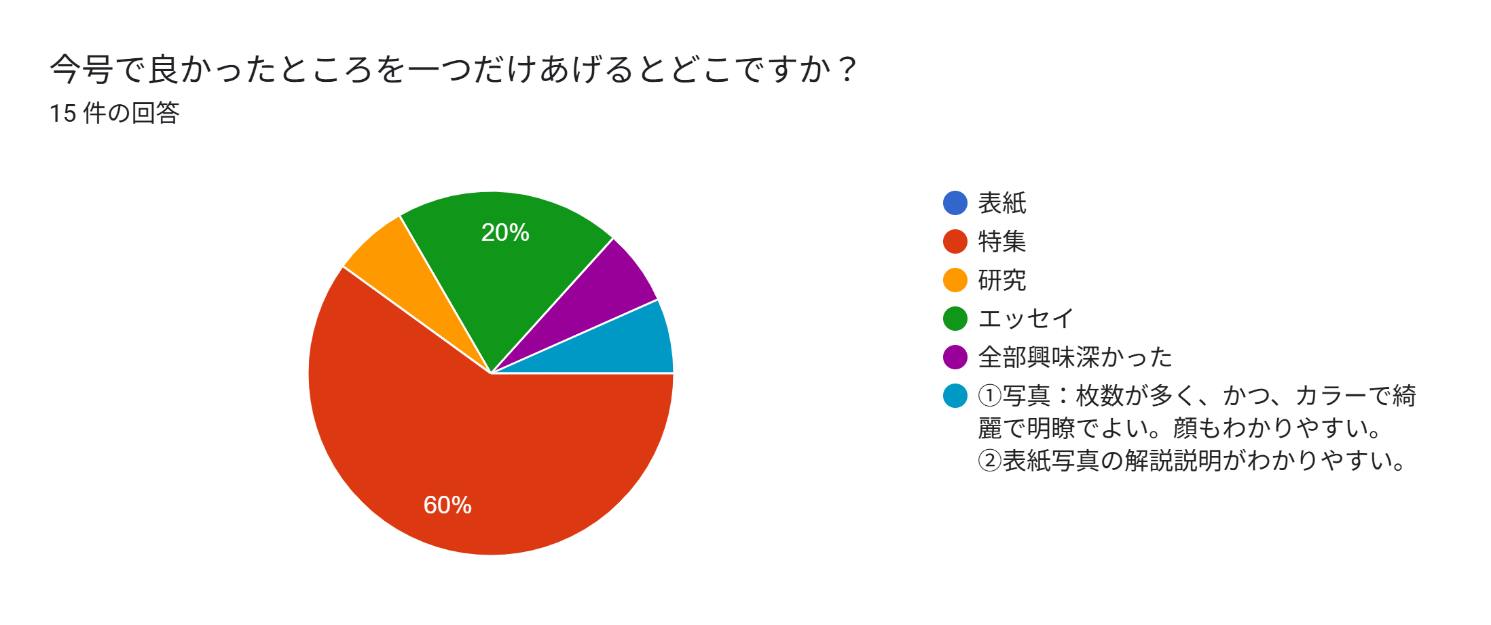 今号で良かったところを一つだけあげるとどこですか？
15 件の回答
20%
60%
表紙
特集
研究
エッセイ
全部興味深かった
①写真：枚数が多く、かつ、カラーで綺
麗で明瞭でよい。顔もわかりやすい。
②表紙写真の解説説明がわかりやすい。